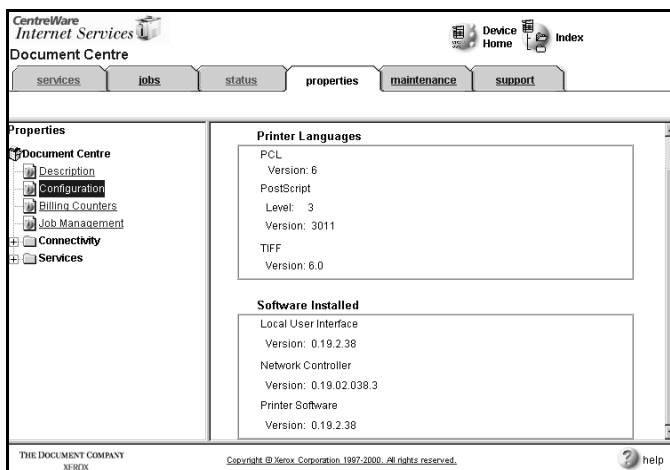 CentreWare
Internet Services
Document Centre
Device Home
Index
services
jobs
status
properties
maintenance
support
Properties
Document Centre
Description
Configuration
Billing Counters
Job Management
Connectivity
Services
Printer Languages
PCL
Version: 6
PostScript
Level: 3
Version: 3011
TIFF
Version: 6.0
Software Installed
Local User Interface
Version: 0.19.2.38
Network Controller
Version: 0.19.02.038.3
Printer Software
Version: 0.19.2.38
THE DOCUMENT COMPANY
XEROX
Copyright © Xerox Corporation 1997-2000. All rights reserved.
help